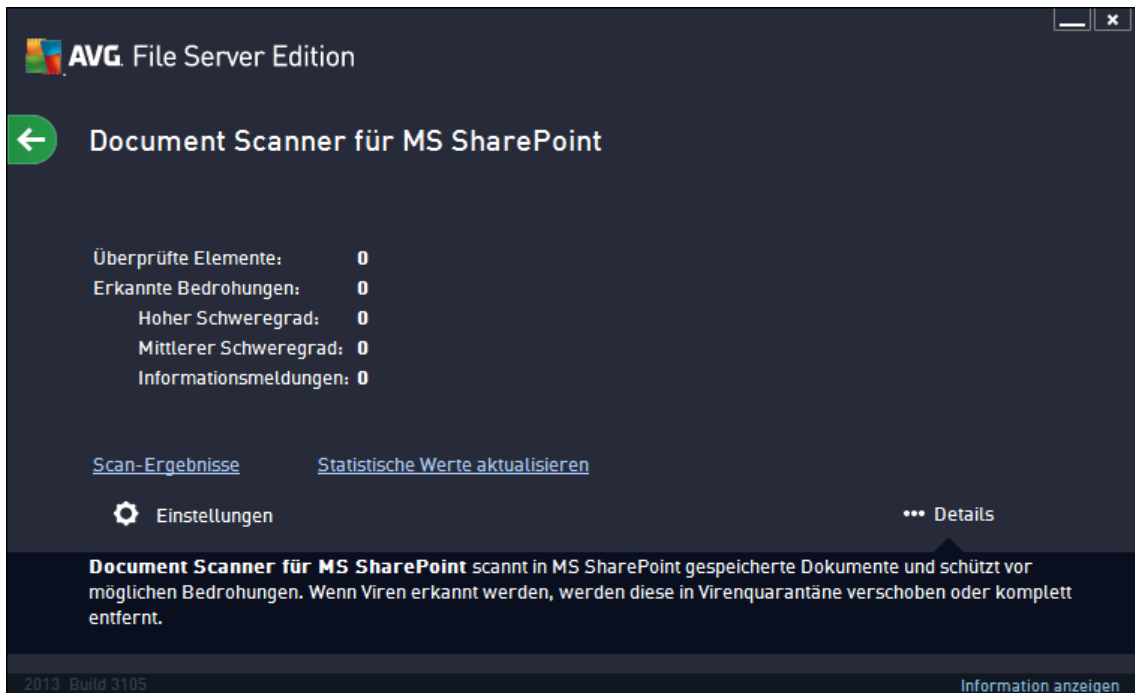 AVG. File Server Edition
Document Scanner für MS SharePoint
Überprüfte Elemente: 0
Erkannte Bedrohungen: 0
Hoher Schweregrad: 0
Mittlerer Schweregrad: 0
Informationsmeldungen: 0
Scan-Ergebnisse Statistische Werte aktualisieren
Einstellungen ••• Details
Document Scanner für MS SharePoint scannt in MS SharePoint gespeicherte Dokumente und schützt vor
möglichen Bedrohungen. Wenn Viren erkannt werden, werden diese in Virenquarantäne verschoben oder komplett
entfernt.
2013 Build 3105 Information anzeigen